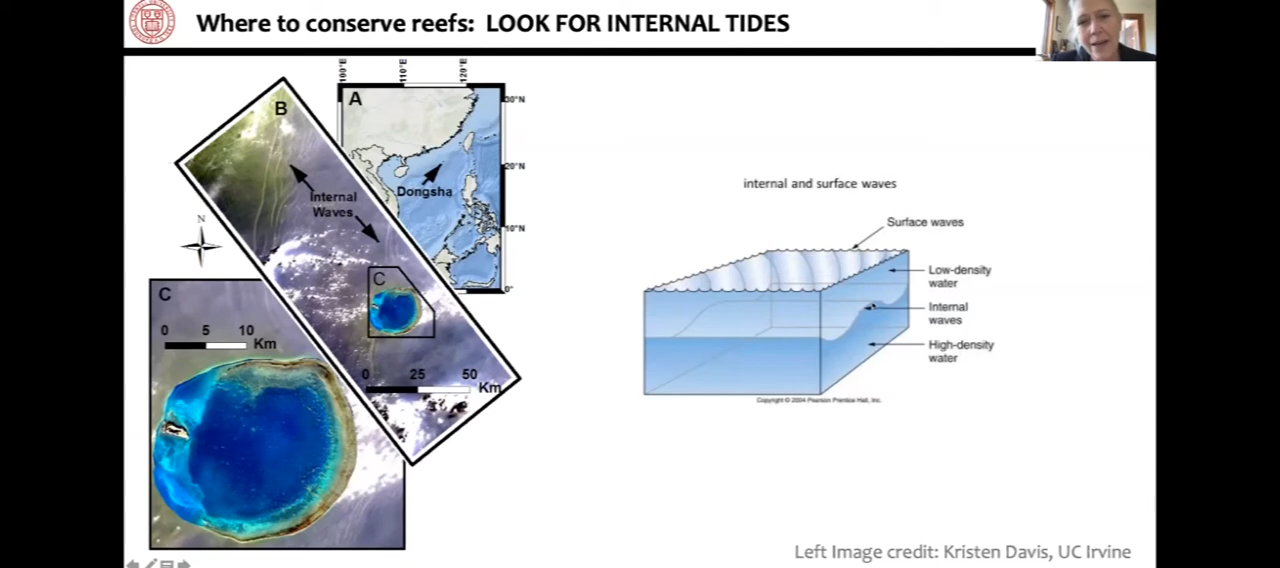 Where to conserve reefs: LOOK FOR INTERNAL TIDES
100°E
110°E
120°E
A
30°N
20°N
10°N
0°
Dongsha
B
Internal
Waves
N
C
0 25 50
Km
C
0 5 10
Km
internal and surface waves
Surface waves
Low-density
water
Internal
waves
High-density
water
Copyright © 2004 Pearson Prentice Hall, Inc.
Left Image credit: Kristen Davis, UC Irvine